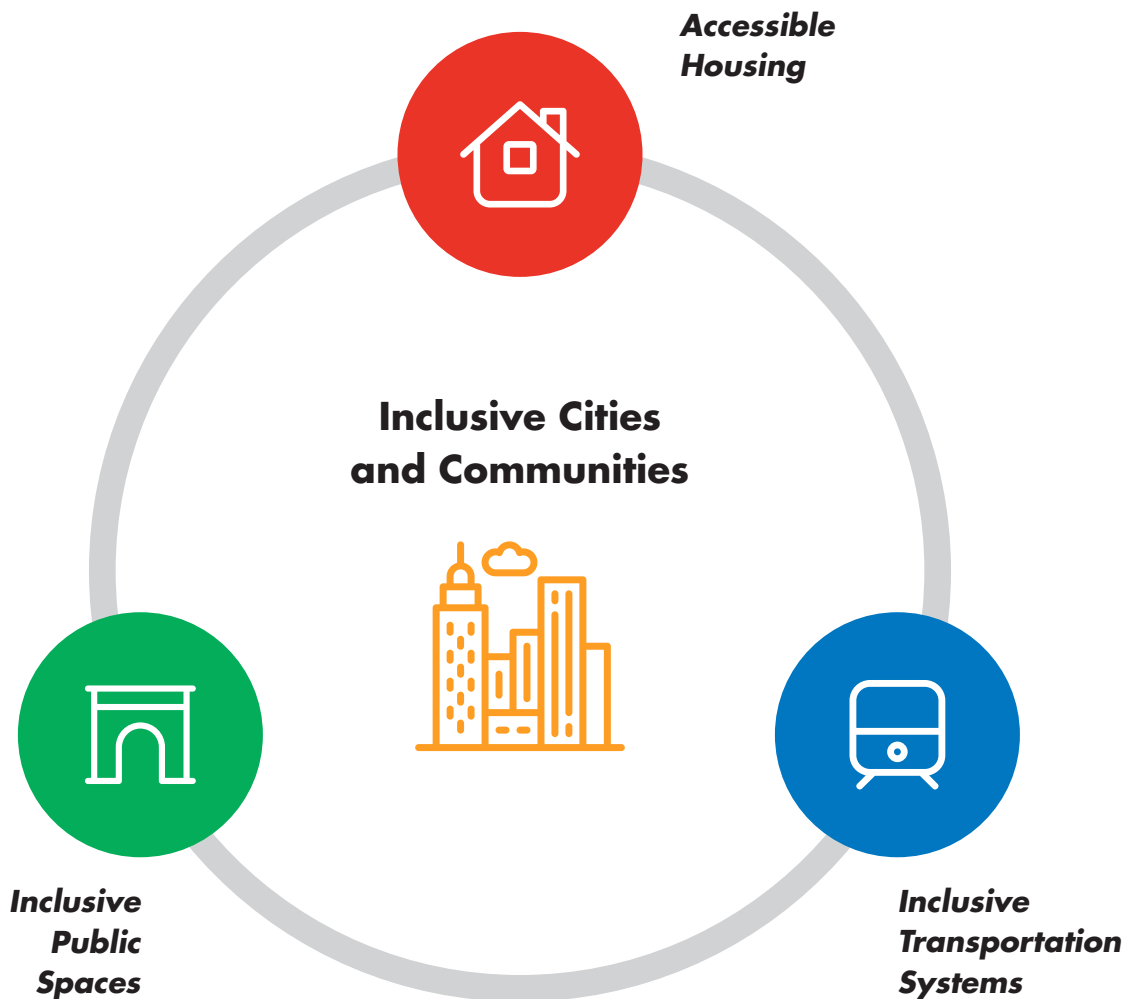 Accessible
Housing
Inclusive Cities
and Communities
Inclusive
Public
Spaces
Inclusive
Transportation
Systems